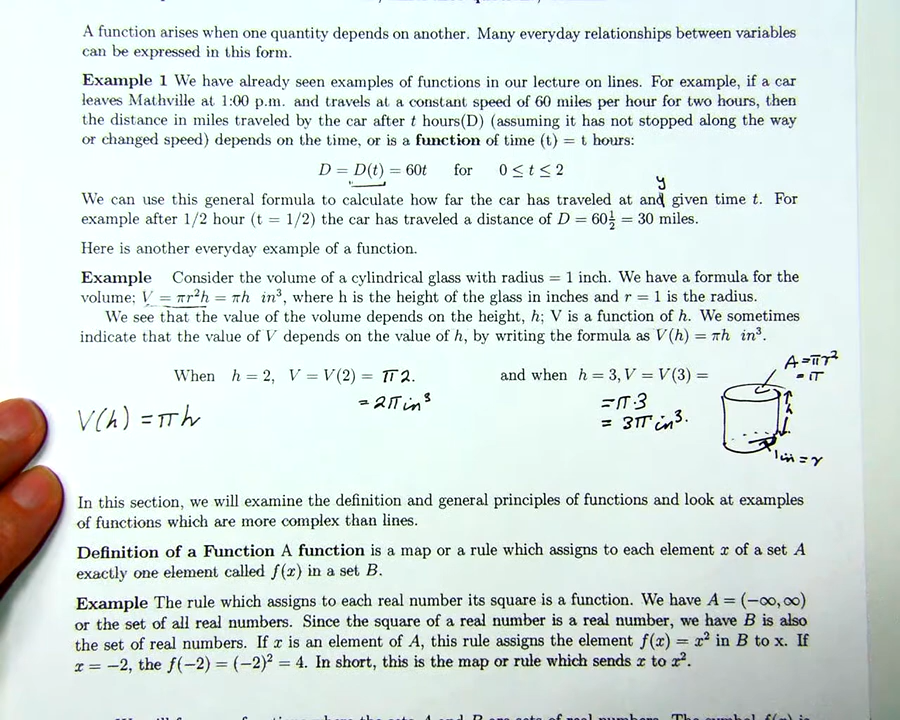 A function arises when one quantity depends on another. Many everyday relationships between variables
can be expressed in this form.
Example 1 We have already seen examples of functions in our lecture on lines. For example, if a car
leaves Mathville at 1:00 p.m. and travels at a constant speed of 60 miles per hour for two hours, then
the distance in miles traveled by the car after t hours(D) (assuming it has not stopped along the way
or changed speed) depends on the time, or is a function of time (t) = t hours:
D = D(t) = 60t for 0 ≤ t ≤ 2
y
We can use this general formula to calculate how far the car has traveled at and given time t. For
example after 1/2 hour (t = 1/2) the car has traveled a distance of D = 60½ = 30 miles.
Here is another everyday example of a function.
Example Consider the volume of a cylindrical glass with radius = 1 inch. We have a formula for the
volume; V = πr²h = πh in³, where h is the height of the glass in inches and r = 1 is the radius.
We see that the value of the volume depends on the height, h; V is a function of h. We sometimes
indicate that the value of V depends on the value of h, by writing the formula as V(h) = πh in³.
When h = 2, V = V(2) = π2. and when h = 3, V = V(3) =
A=πr²
= π
= 2π in³
= π·3
= 3π in³.
h
1 in = r
V(h) = πh
In this section, we will examine the definition and general principles of functions and look at examples
of functions which are more complex than lines.
Definition of a Function A function is a map or a rule which assigns to each element x of a set A
exactly one element called f(x) in a set B.
Example The rule which assigns to each real number its square is a function. We have A = (−∞, ∞)
or the set of all real numbers. Since the square of a real number is a real number, we have B is also
the set of real numbers. If x is an element of A, this rule assigns the element f(x) = x² in B to x. If
x = −2, the f(−2) = (−2)² = 4. In short, this is the map or rule which sends x to x².